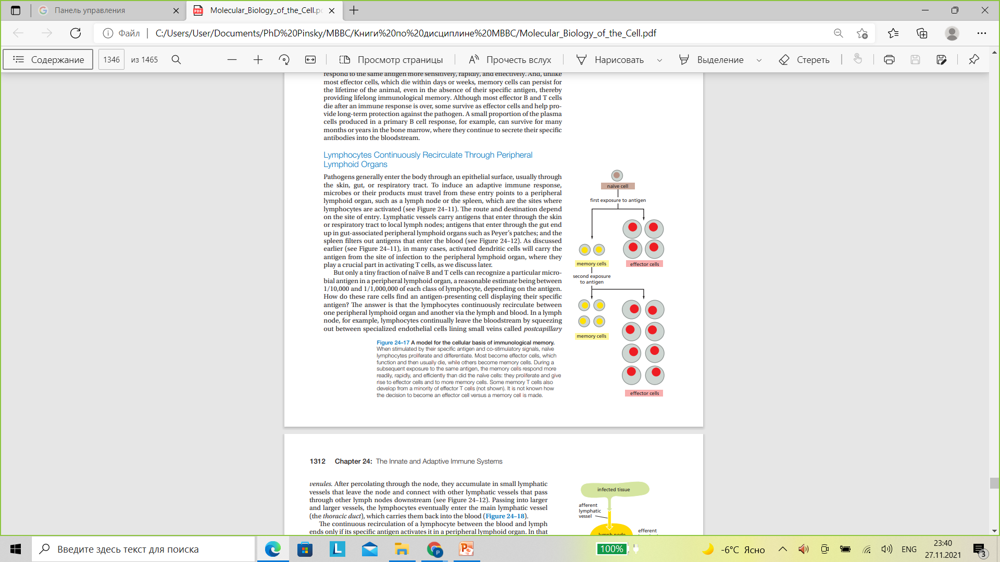 Панель управления
Molecular_Biology_of_the_Cell.p
Файл
C:/Users/User/Documents/PhD%20Pinsky/MBBC/Книги%20по%20дисциплине%20MBBC/Molecular_Biology_of_the_Cell.pdf
Содержание
1346 из 1465
Просмотр страницы
Прочесть вслух
Нарисовать
Выделение
Стереть
respond to the same antigen more sensitively, rapidly, and effectively. And, unlike
most effector cells, which die within days or weeks, memory cells can persist for
the lifetime of the animal, even in the absence of their specific antigen, thereby
providing lifelong immunological memory. Although most effector B and T cells
die after an immune response is over, some survive as effector cells and help pro-
vide long-term protection against the pathogen. A small proportion of the plasma
cells produced in a primary B cell response, for example, can survive for many
months or years in the bone marrow, where they continue to secrete their specific
antibodies into the bloodstream.
Lymphocytes Continuously Recirculate Through Peripheral
Lymphoid Organs
Pathogens generally enter the body through an epithelial surface, usually through
the skin, gut, or respiratory tract. To induce an adaptive immune response,
microbes or their products must travel from these entry points to a peripheral
lymphoid organ, such as a lymph node or the spleen, which are the sites where
lymphocytes are activated (see Figure 24–11). The route and destination depend
on the site of entry. Lymphatic vessels carry antigens that enter through the skin
or respiratory tract to local lymph nodes; antigens that enter through the gut end
up in gut-associated peripheral lymphoid organs such as Peyer's patches; and the
spleen filters out antigens that enter the blood (see Figure 24–12). As discussed
earlier (see Figure 24–11), in many cases, activated dendritic cells will carry the
antigen from the site of infection to the peripheral lymphoid organ, where they
play a crucial part in activating T cells, as we discuss later.
But only a tiny fraction of naïve B and T cells can recognize a particular micro-
bial antigen in a peripheral lymphoid organ, a reasonable estimate being between
1/10,000 and 1/1,000,000 of each class of lymphocyte, depending on the antigen.
How do these rare cells find an antigen-presenting cell displaying their specific
antigen? The answer is that the lymphocytes continuously recirculate between
one peripheral lymphoid organ and another via the lymph and blood. In a lymph
node, for example, lymphocytes continually leave the bloodstream by squeezing
out between specialized endothelial cells lining small veins called postcapillary
naïve cell
first exposure to antigen
memory cells
effector cells
second exposure
to antigen
memory cells
effector cells
Figure 24–17 A model for the cellular basis of immunological memory.
When stimulated by their specific antigen and co-stimulatory signals, naïve
lymphocytes proliferate and differentiate. Most become effector cells, which
function and then usually die, while others become memory cells. During a
subsequent exposure to the same antigen, the memory cells respond more
readily, rapidly, and efficiently than did the naïve cells: they proliferate and give
rise to effector cells and to more memory cells. Some memory T cells also
develop from a minority of effector T cells (not shown). It is not known how
the decision to become an effector cell versus a memory cell is made.
1312 Chapter 24: The Innate and Adaptive Immune Systems
venules. After percolating through the node, they accumulate in small lymphatic
vessels that leave the node and connect with other lymphatic vessels that pass
through other lymph nodes downstream (see Figure 24–12). Passing into larger
and larger vessels, the lymphocytes eventually enter the main lymphatic vessel
(the thoracic duct), which carries them back into the blood (Figure 24–18).
The continuous recirculation of a lymphocyte between the blood and lymph
ends only if its specific antigen activates it in a peripheral lymphoid organ. In that
infected tissue
afferent
lymphatic
vessel
lymph node
efferent
Введите здесь текст для поиска
100%
-6°C Ясно
ENG
23:40
27.11.2021
3